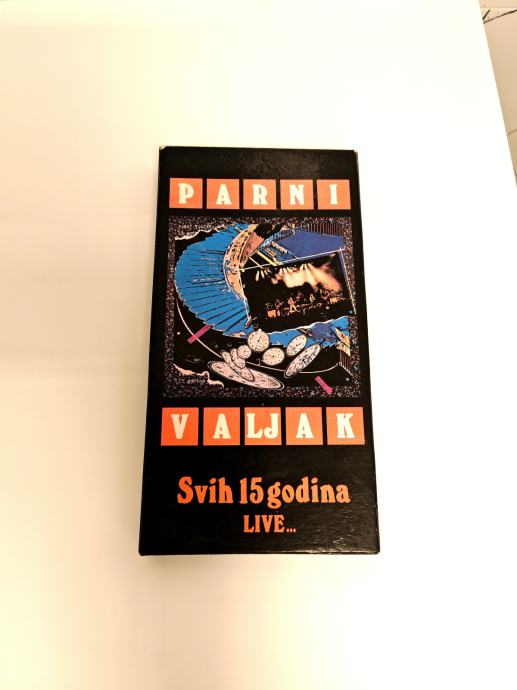 PARNI
VALJAK
Svih 15 godina
LIVE...